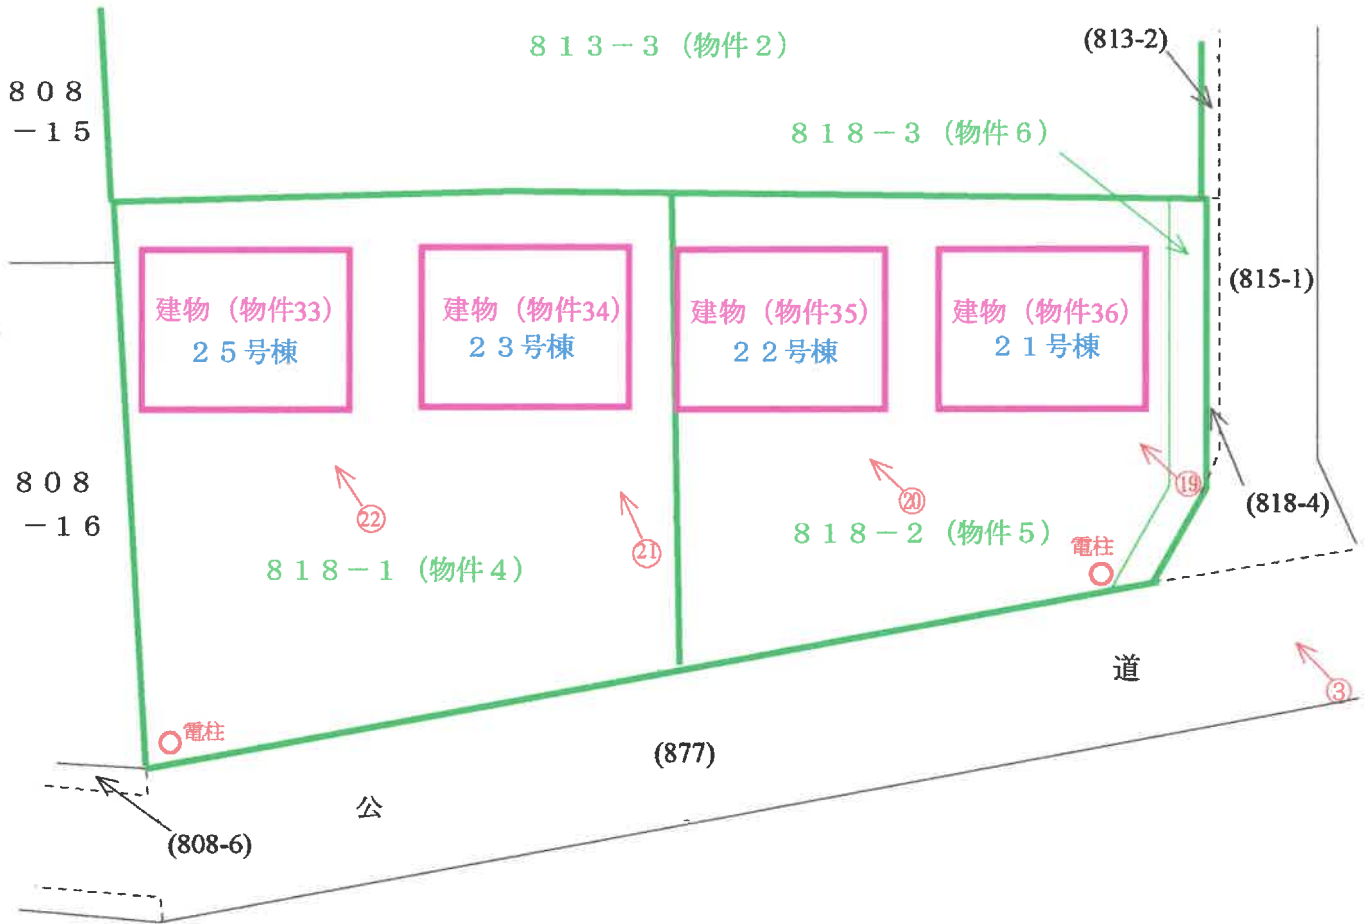 ８１３－３（物件２）
(813-2)
８０８
－１５
８１８－３（物件６）
(815-1)
建物（物件33）
２５号棟
建物（物件34）
２３号棟
建物（物件35）
２２号棟
建物（物件36）
２１号棟
８０８
－１６
⑲
(818-4)
⑳
㉒
㉑
８１８－２（物件５）
電柱
８１８－１（物件４）
道
③
電柱
(877)
公
(808-6)